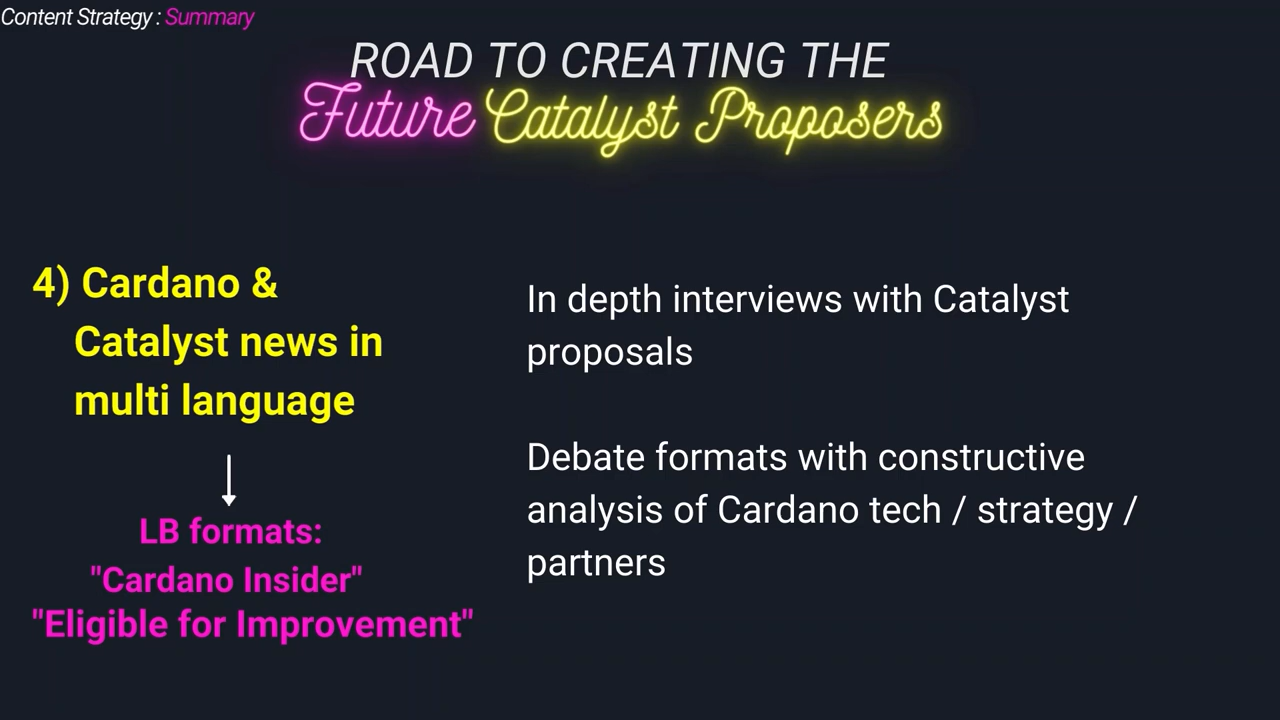 Content Strategy : Summary
ROAD TO CREATING THE
Future Catalyst Proposers
4) Cardano &
Catalyst news in
multi language
LB formats:
"Cardano Insider"
"Eligible for Improvement"
In depth interviews with Catalyst
proposals
Debate formats with constructive
analysis of Cardano tech / strategy /
partners